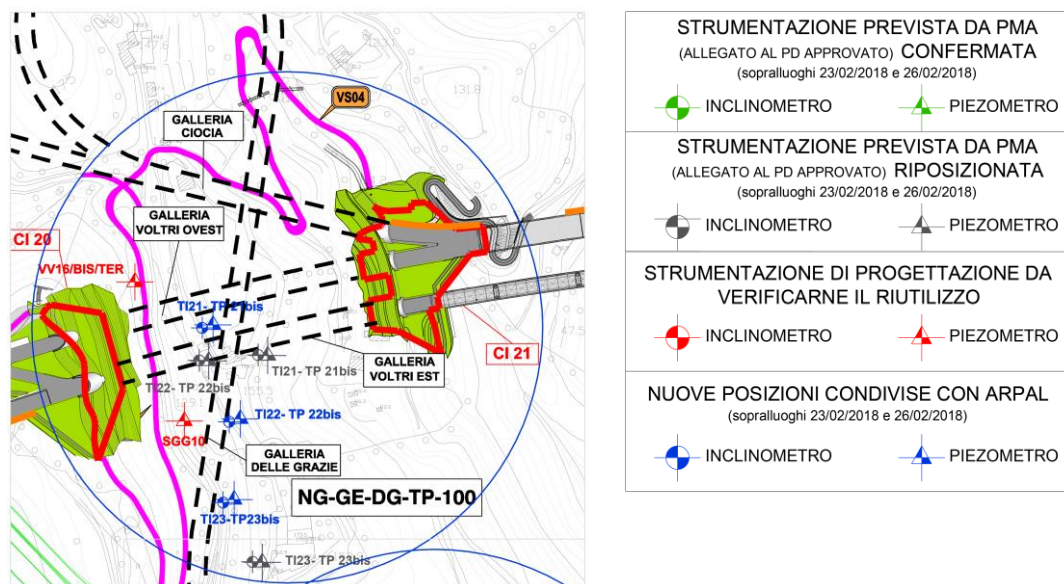 VS04
GALLERIA
CIOCIA
GALLERIA
VOLTRI OVEST
CI 20
VV16/BIS/TER
TI21- TP 21bis
TI21- TP 21bis
CI 21
GALLERIA
VOLTRI EST
TI22- TP 22bis
TI22- TP 22bis
SGG10
GALLERIA
DELLE GRAZIE
NG-GE-DG-TP-100
TI23-TP23bis
TI23- TP 23bis
131.8
47.5
STRUMENTAZIONE PREVISTA DA PMA
(ALLEGATO AL PD APPROVATO) CONFERMATA
(sopralluoghi 23/02/2018 e 26/02/2018)
INCLINOMETRO PIEZOMETRO
STRUMENTAZIONE PREVISTA DA PMA
(ALLEGATO AL PD APPROVATO) RIPOSIZIONATA
(sopralluoghi 23/02/2018 e 26/02/2018)
INCLINOMETRO PIEZOMETRO
STRUMENTAZIONE DI PROGETTAZIONE DA
VERIFICARNE IL RIUTILIZZO
INCLINOMETRO PIEZOMETRO
NUOVE POSIZIONI CONDIVISE CON ARPAL
(sopralluoghi 23/02/2018 e 26/02/2018)
INCLINOMETRO PIEZOMETRO